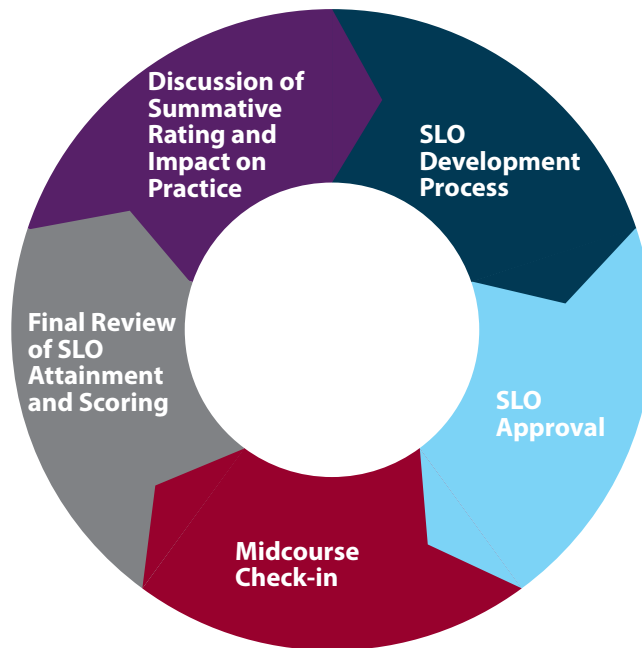 Discussion of
Summative
Rating and
Impact on
Practice
SLO
Development
Process
SLO
Approval
Midcourse
Check-in
Final Review
of SLO
Attainment
and Scoring